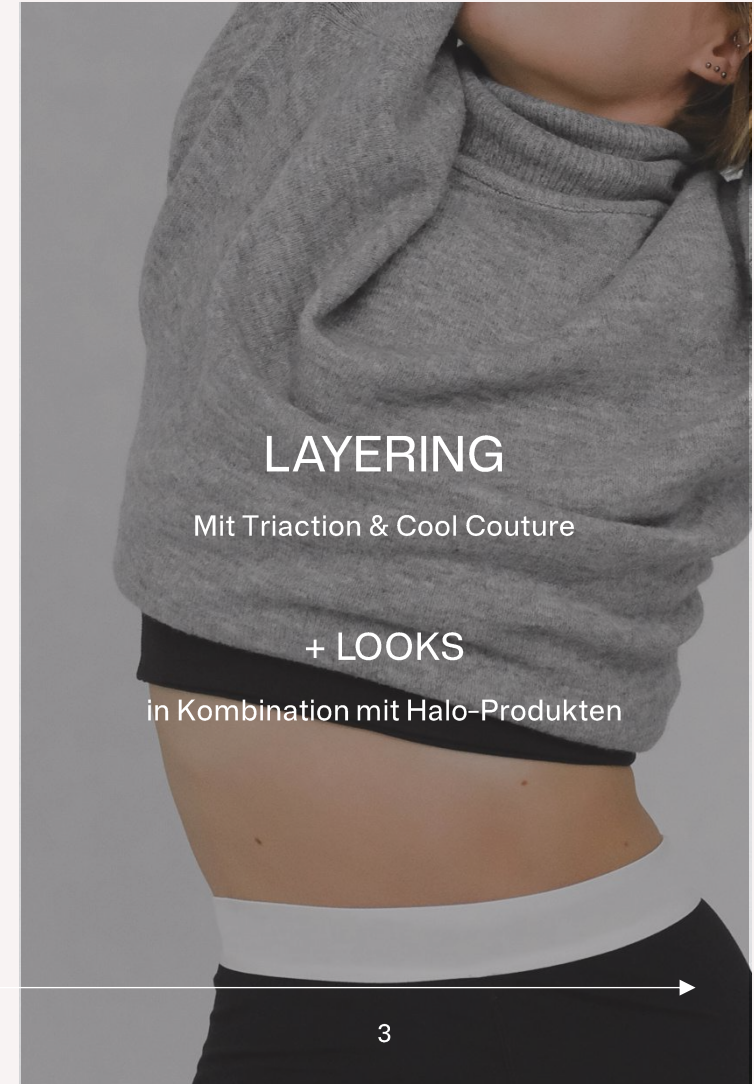 LAYERING
Mit Triaction & Cool Couture
+ LOOKS
in Kombination mit Halo-Produkten
3